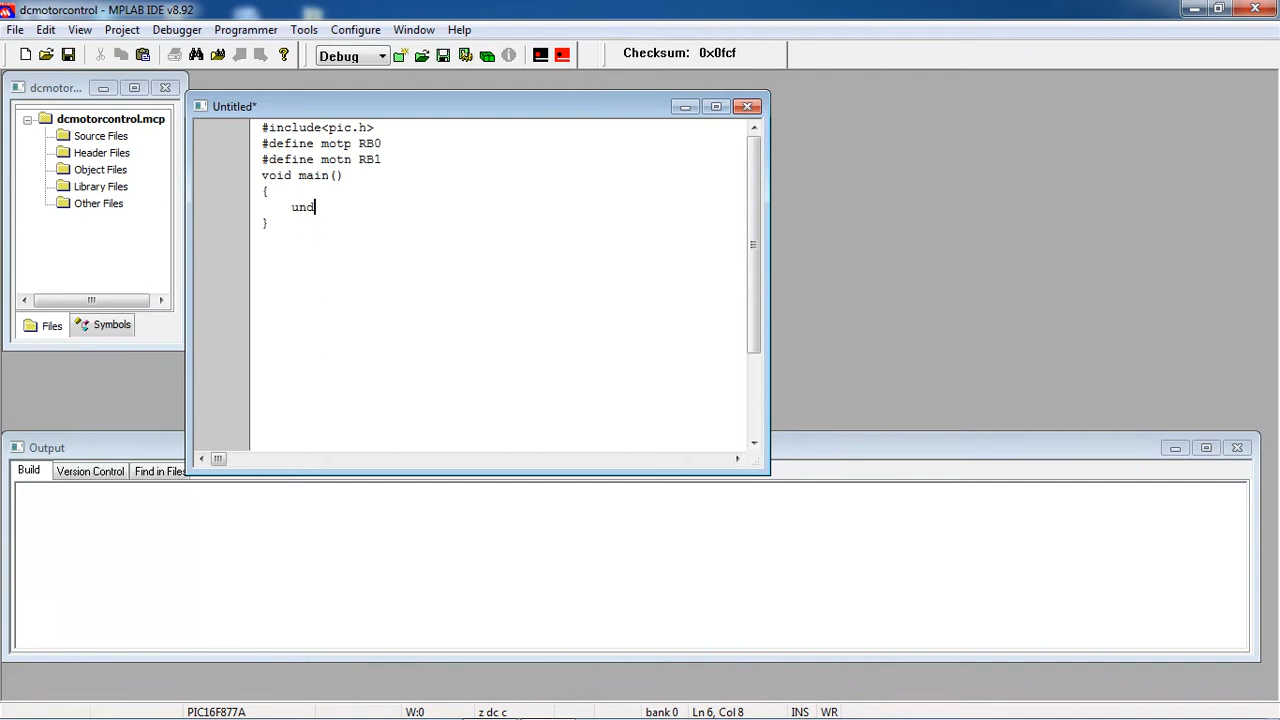 dcmotorcontrol - MPLAB IDE v8.92
File Edit View Project Debugger Programmer Tools Configure Window Help
Debug
Checksum: 0x0fcf
dcmotor...
dcmotorcontrol.mcp
Source Files
Header Files
Object Files
Library Files
Other Files
Files Symbols
Untitled*
#include<pic.h>
#define motp RB0
#define motn RB1
void main()
{
und
}
Output
Build Version Control Find in Files
PIC16F877A W:0 z dc c bank 0 Ln 6, Col 8 INS WR